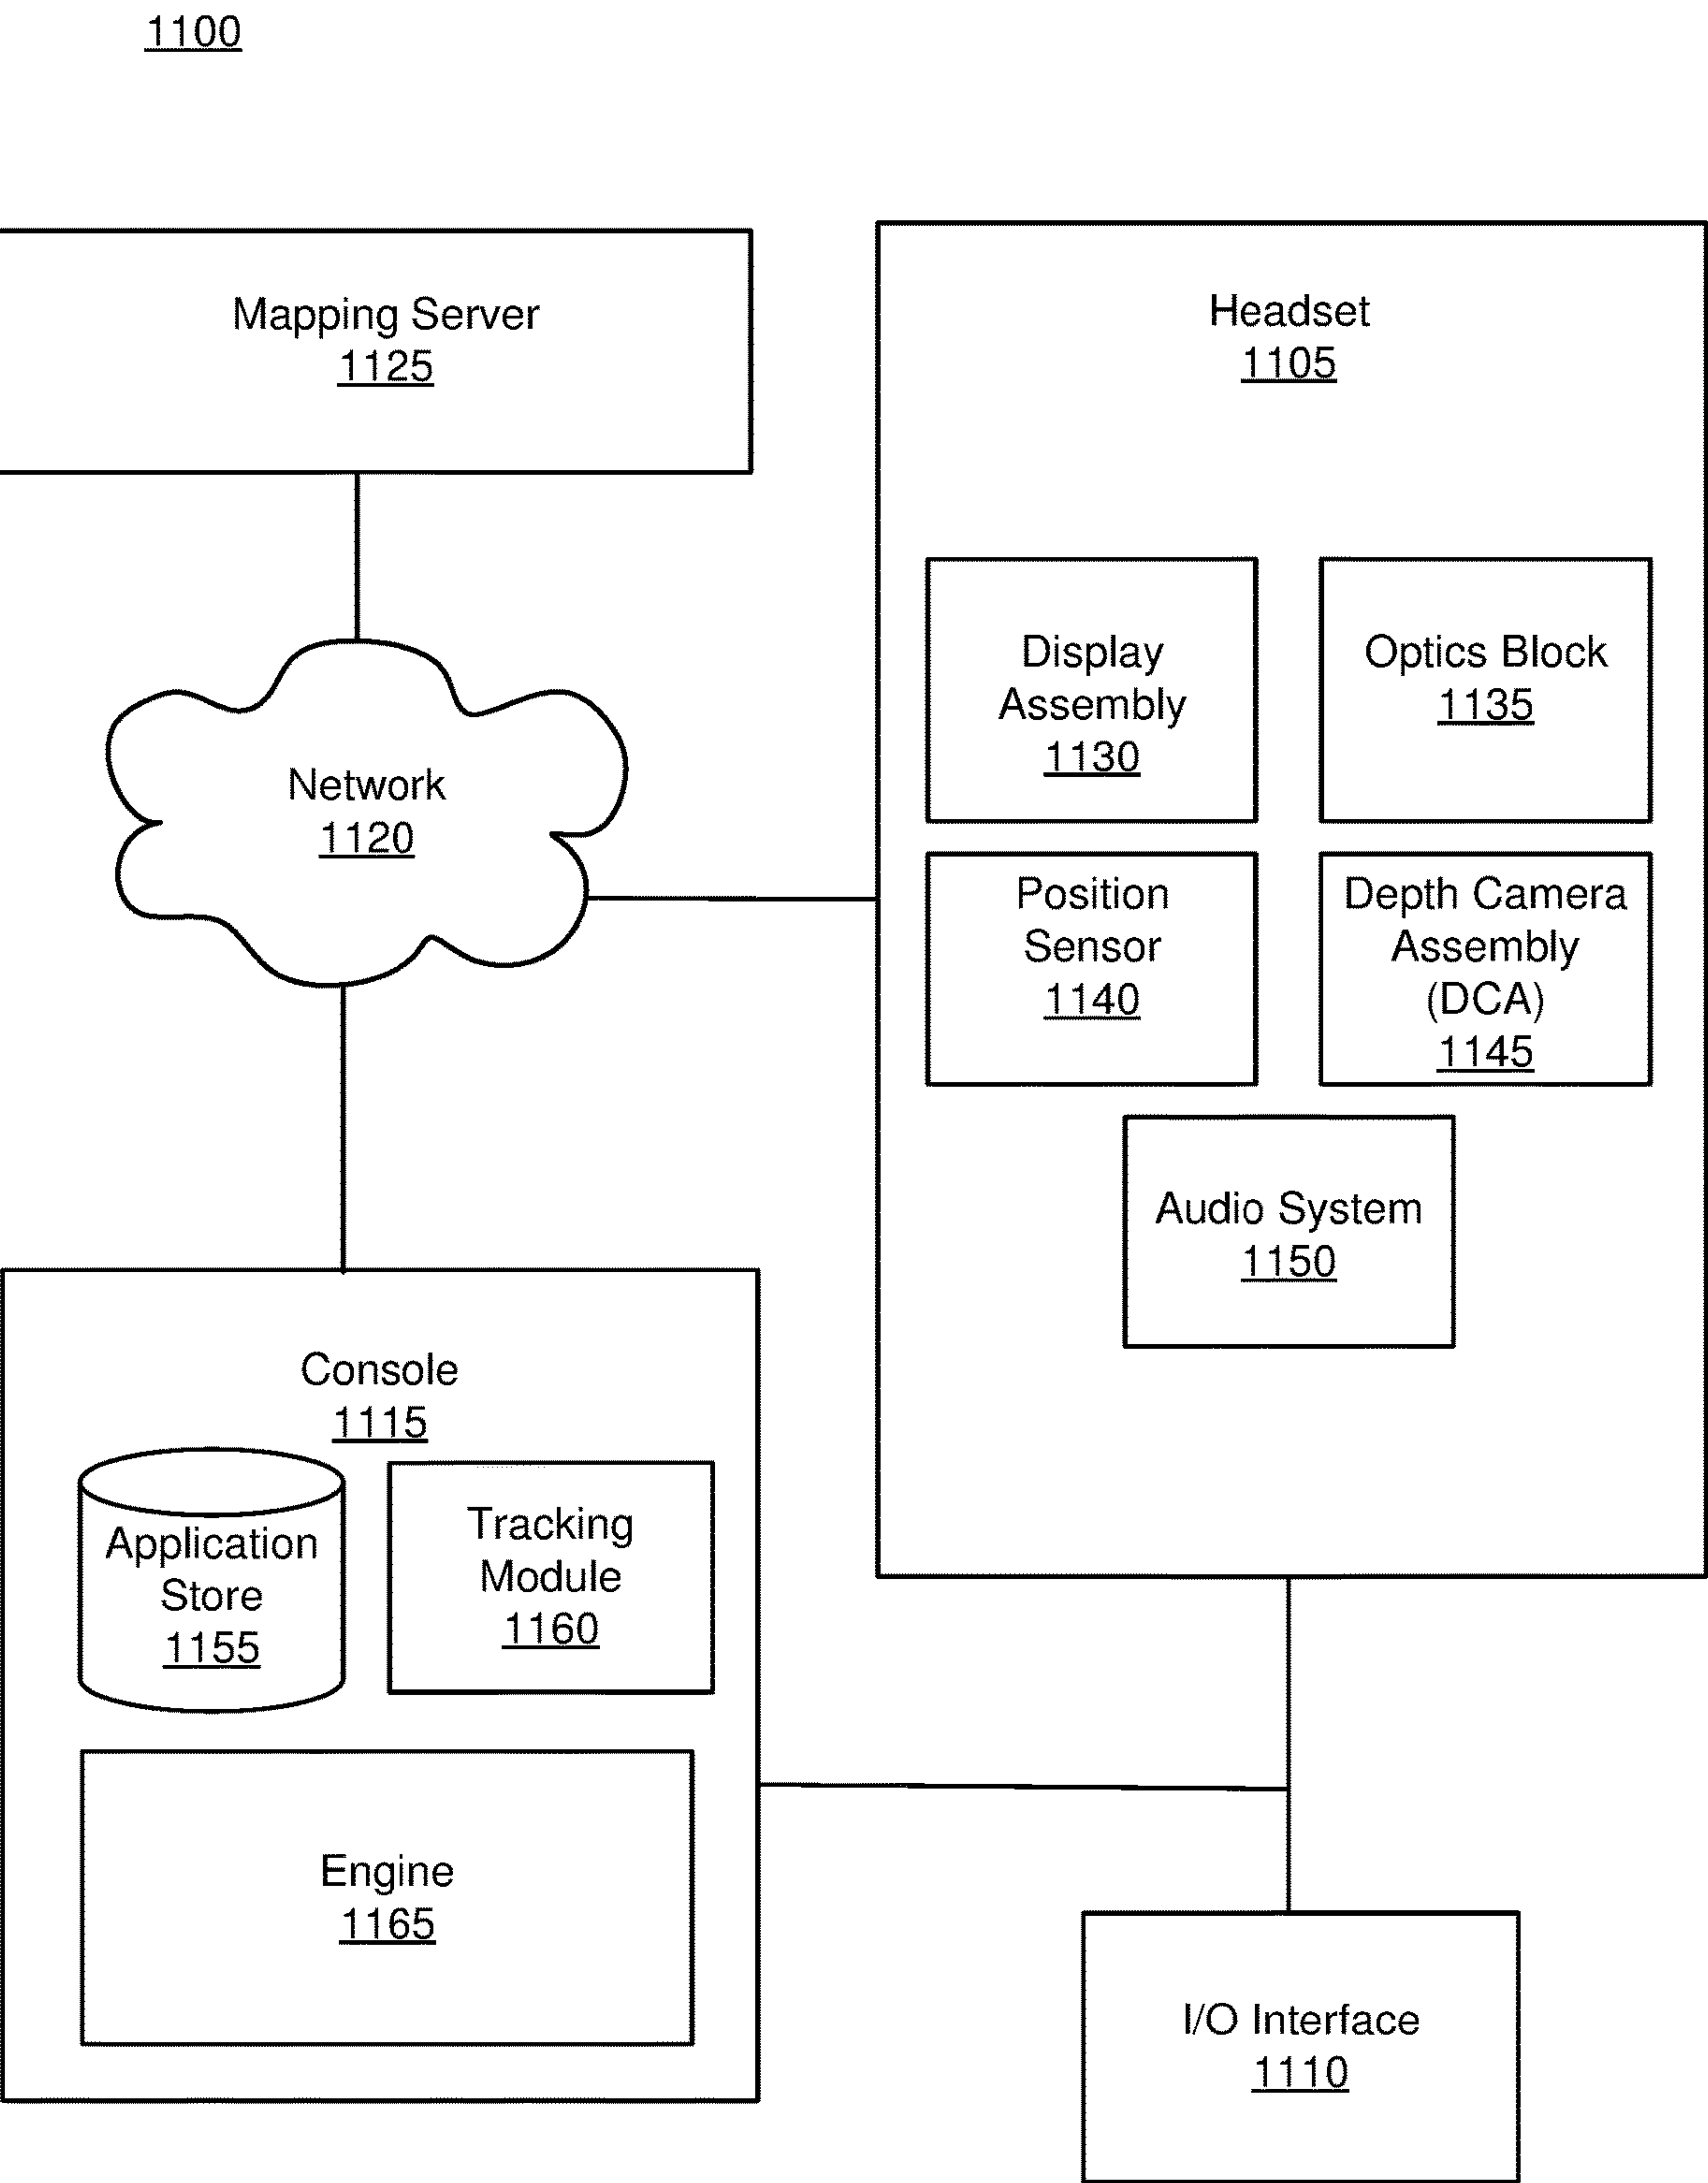 1100
Mapping Server
1125
Headset
1105
Display
Assembly
1130
Optics Block
1135
Network
1120
Position
Sensor
1140
Depth Camera
Assembly
(DCA)
1145
Audio System
1150
Console
1115
Application
Store
1155
Tracking
Module
1160
Engine
1165
I/O Interface
1110